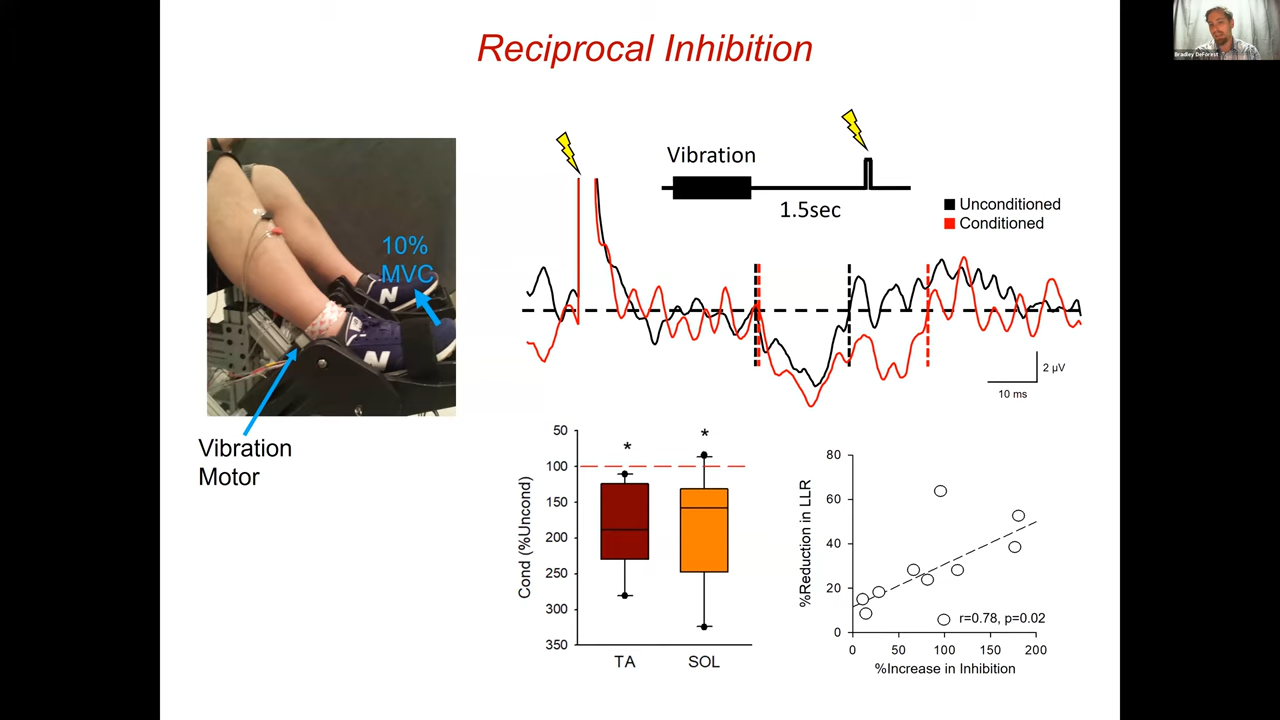 Reciprocal Inhibition
Bradley DeForest
10%
MVC
N
N
Vibration
Motor
Vibration
1.5sec
Unconditioned
Conditioned
2 µV
10 ms
Cond (%Uncond)
50
100
150
200
250
300
350
*
*
TA
SOL
%Reduction in LLR
80
60
40
20
0
r=0.78, p=0.02
0
50
100
150
200
%Increase in Inhibition